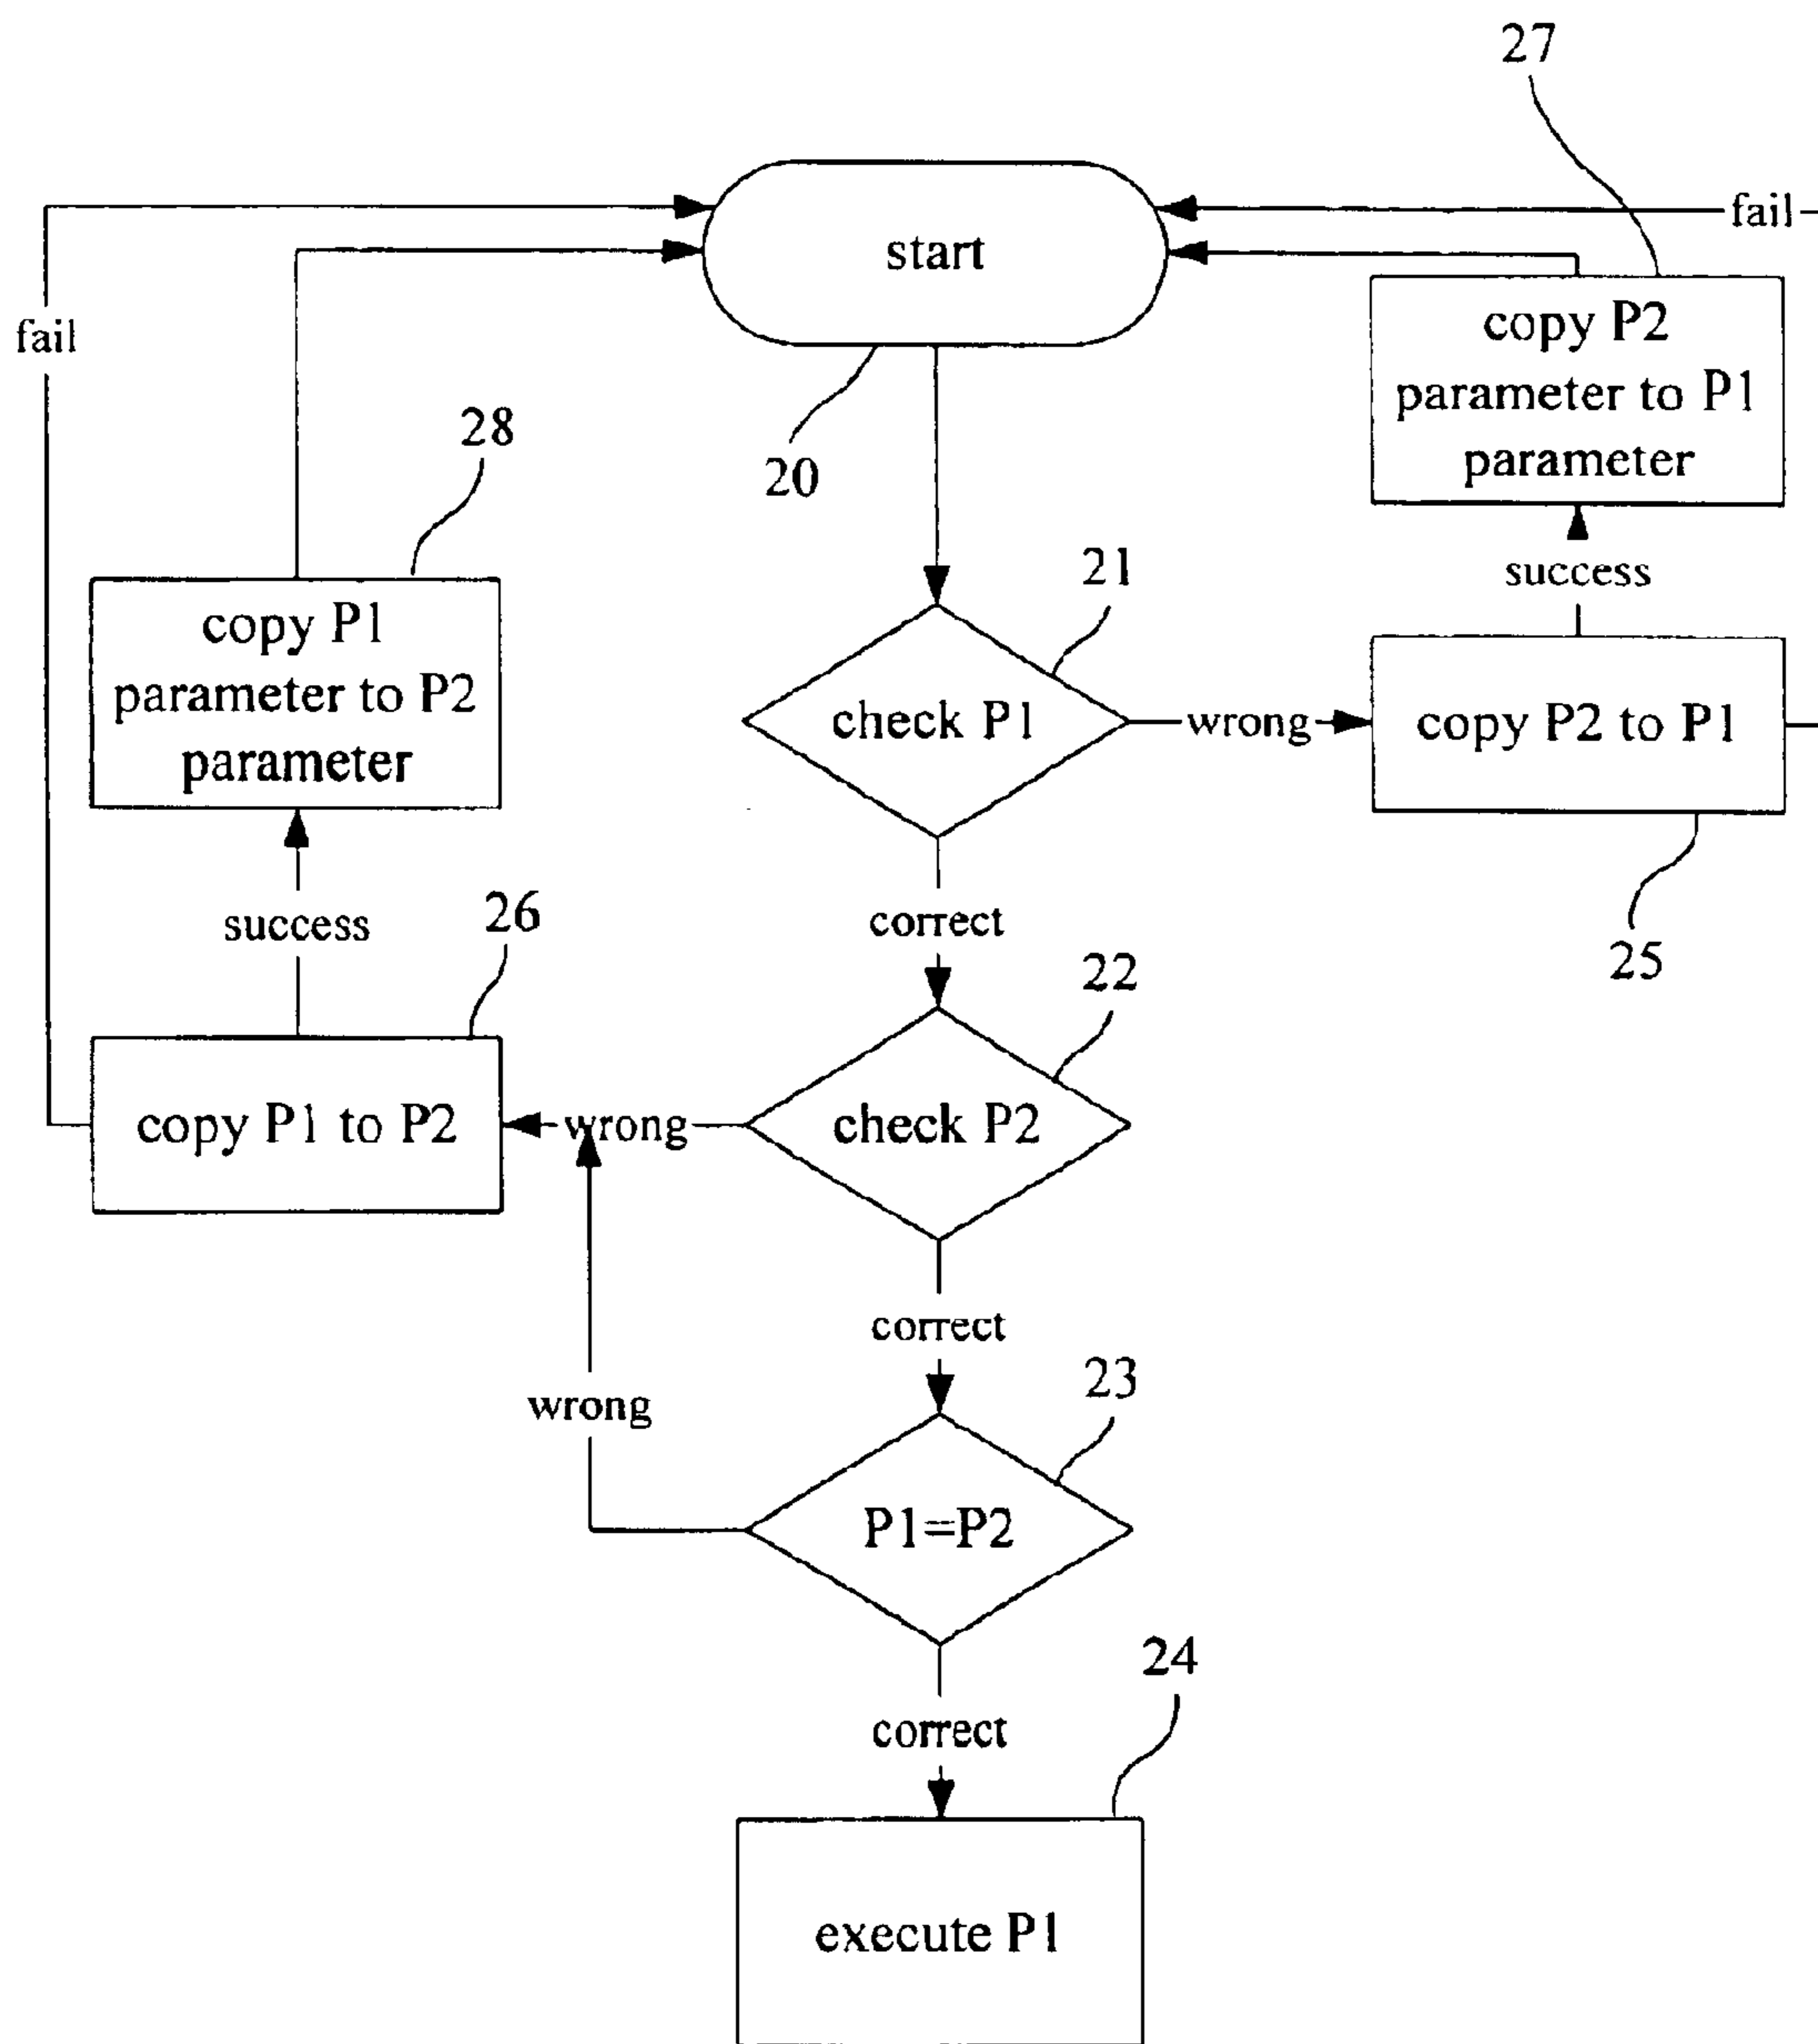 27
start
fail
fail
copy P2
parameter to P1
parameter
28
20
21
success
copy P1
parameter to P2
parameter
check P1
wrong
copy P2 to P1
success
26
correct
22
25
copy P1 to P2
wrong
check P2
correct
23
wrong
P1=P2
24
correct
execute P1